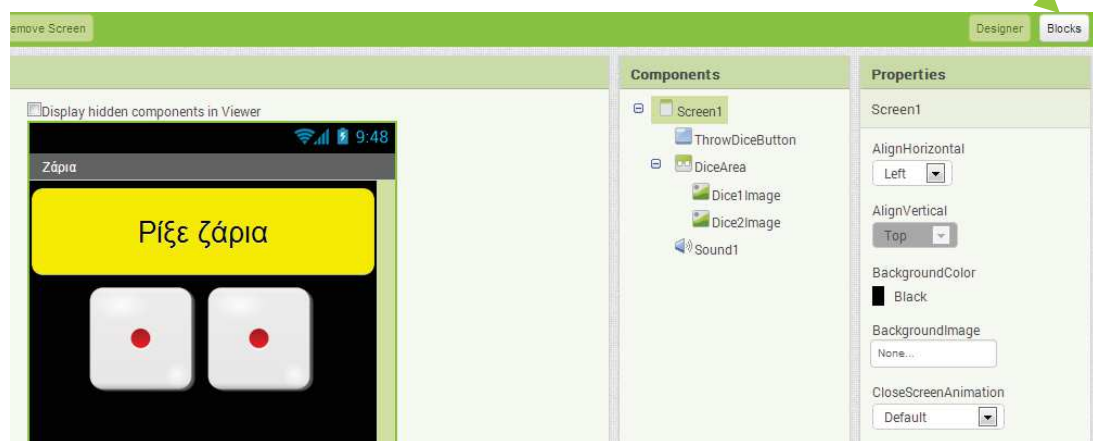 emove Screen
Designer
Blocks
Display hidden components in Viewer
9:48
Ζάρια
Ρίξε ζάρια
Components
Screen1
ThrowDiceButton
DiceArea
Dice1Image
Dice2Image
Sound1
Properties
Screen1
AlignHorizontal
Left
AlignVertical
Top
BackgroundColor
Black
BackgroundImage
None...
CloseScreenAnimation
Default